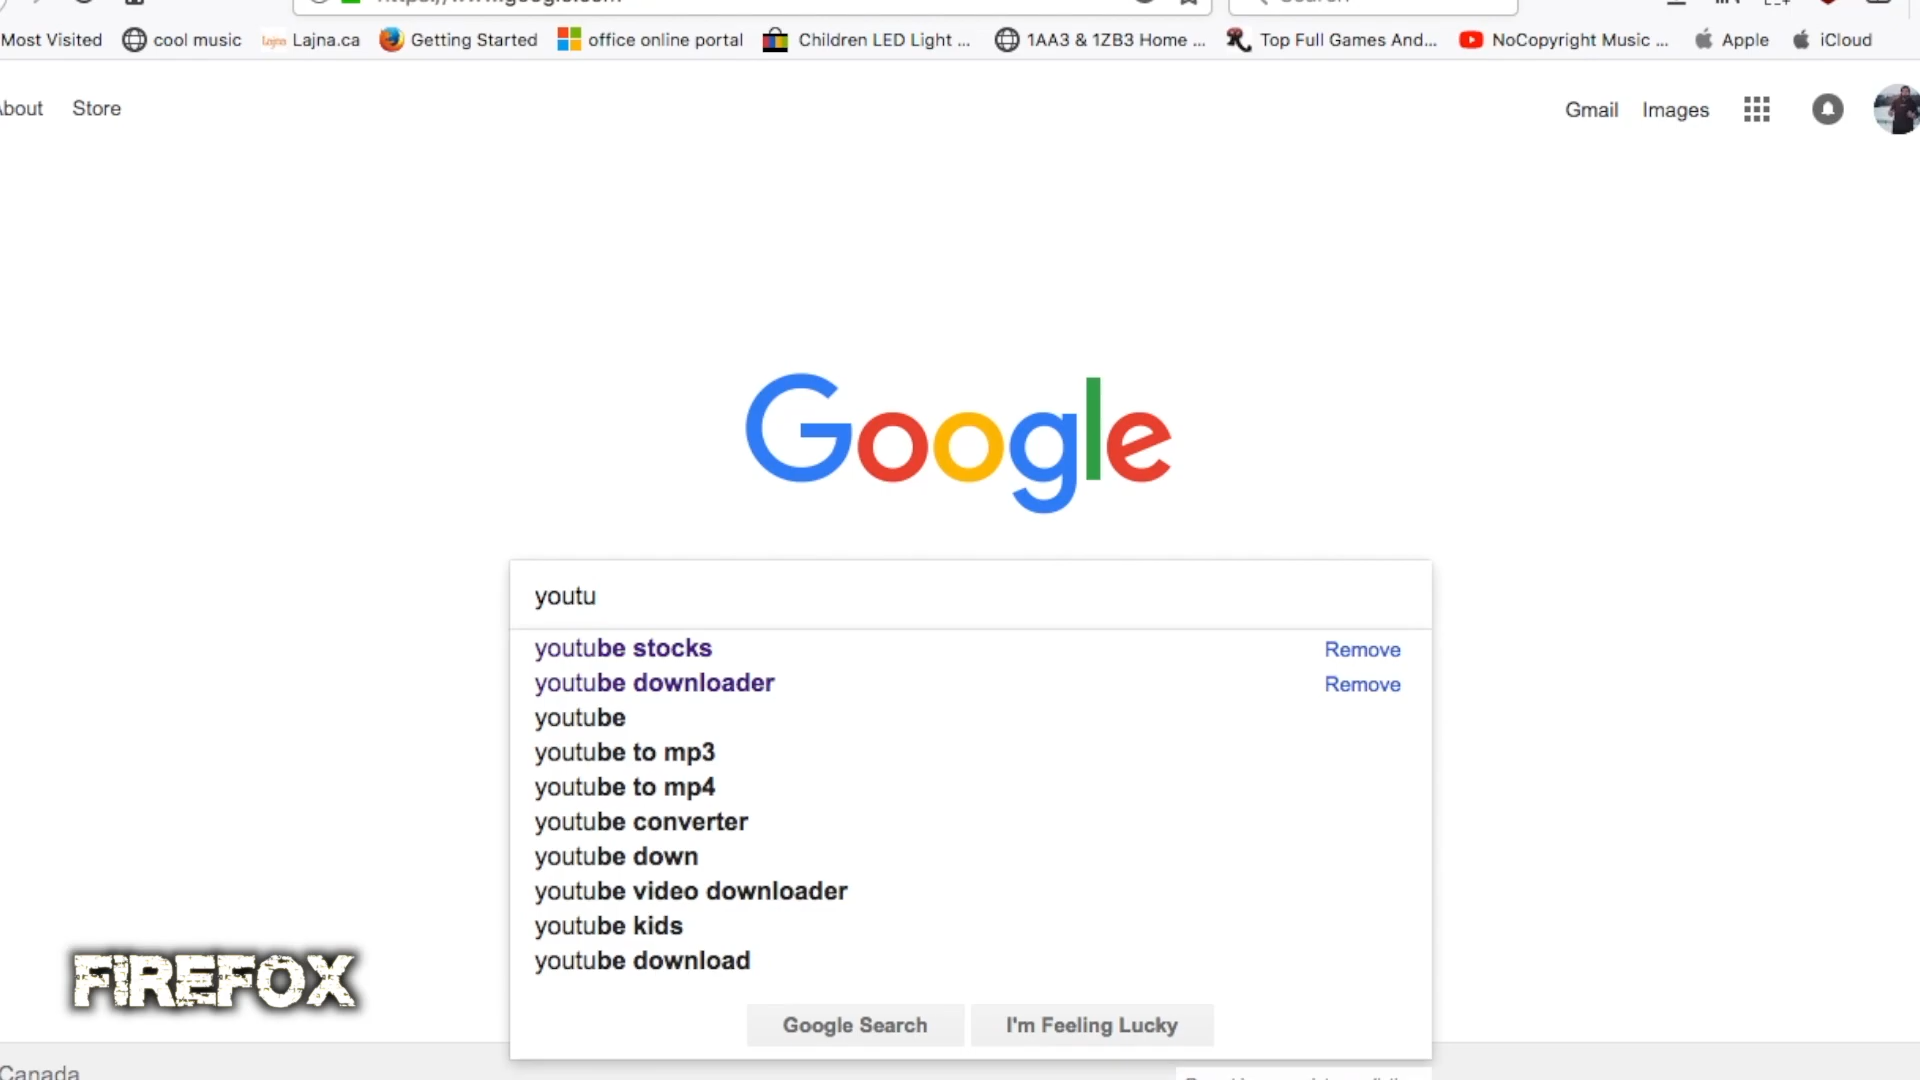 Most Visited cool music Lajna.ca Getting Started office online portal Children LED Light ... 1AA3 & 1ZB3 Home ... Top Full Games And... NoCopyright Music ... Apple iCloud
About Store Gmail Images
Google
youtu
youtube stocks Remove
youtube downloader Remove
youtube
youtube to mp3
youtube to mp4
youtube converter
youtube down
youtube video downloader
youtube kids
youtube download
FIREFOX
Google Search I'm Feeling Lucky
Canada